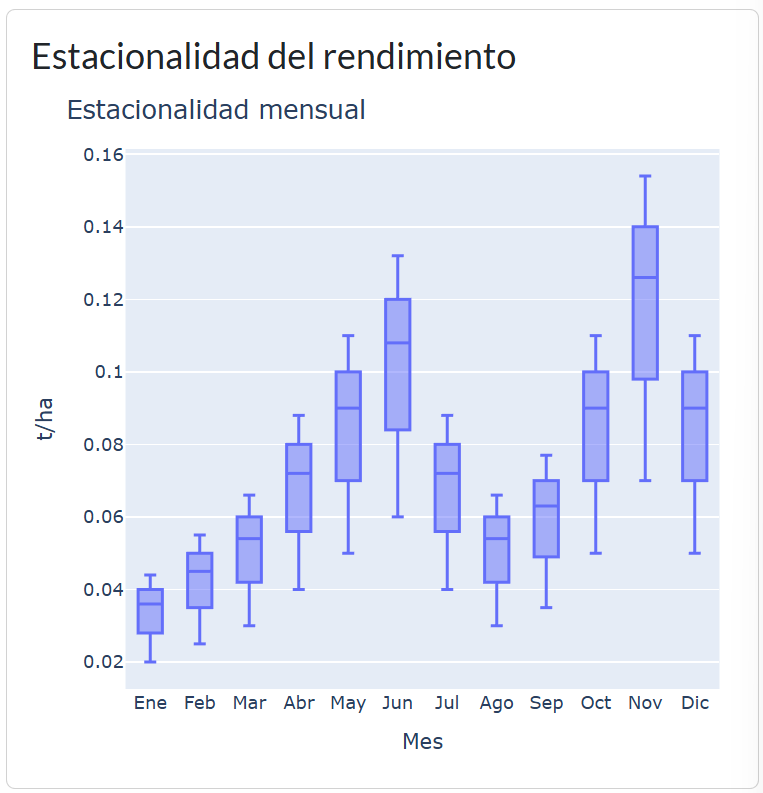 Estacionalidad del rendimiento
Estacionalidad mensual
0.16
0.14
0.12
0.1
0.08
0.06
0.04
0.02
t/ha
Ene Feb Mar Abr May Jun Jul Ago Sep Oct Nov Dic
Mes